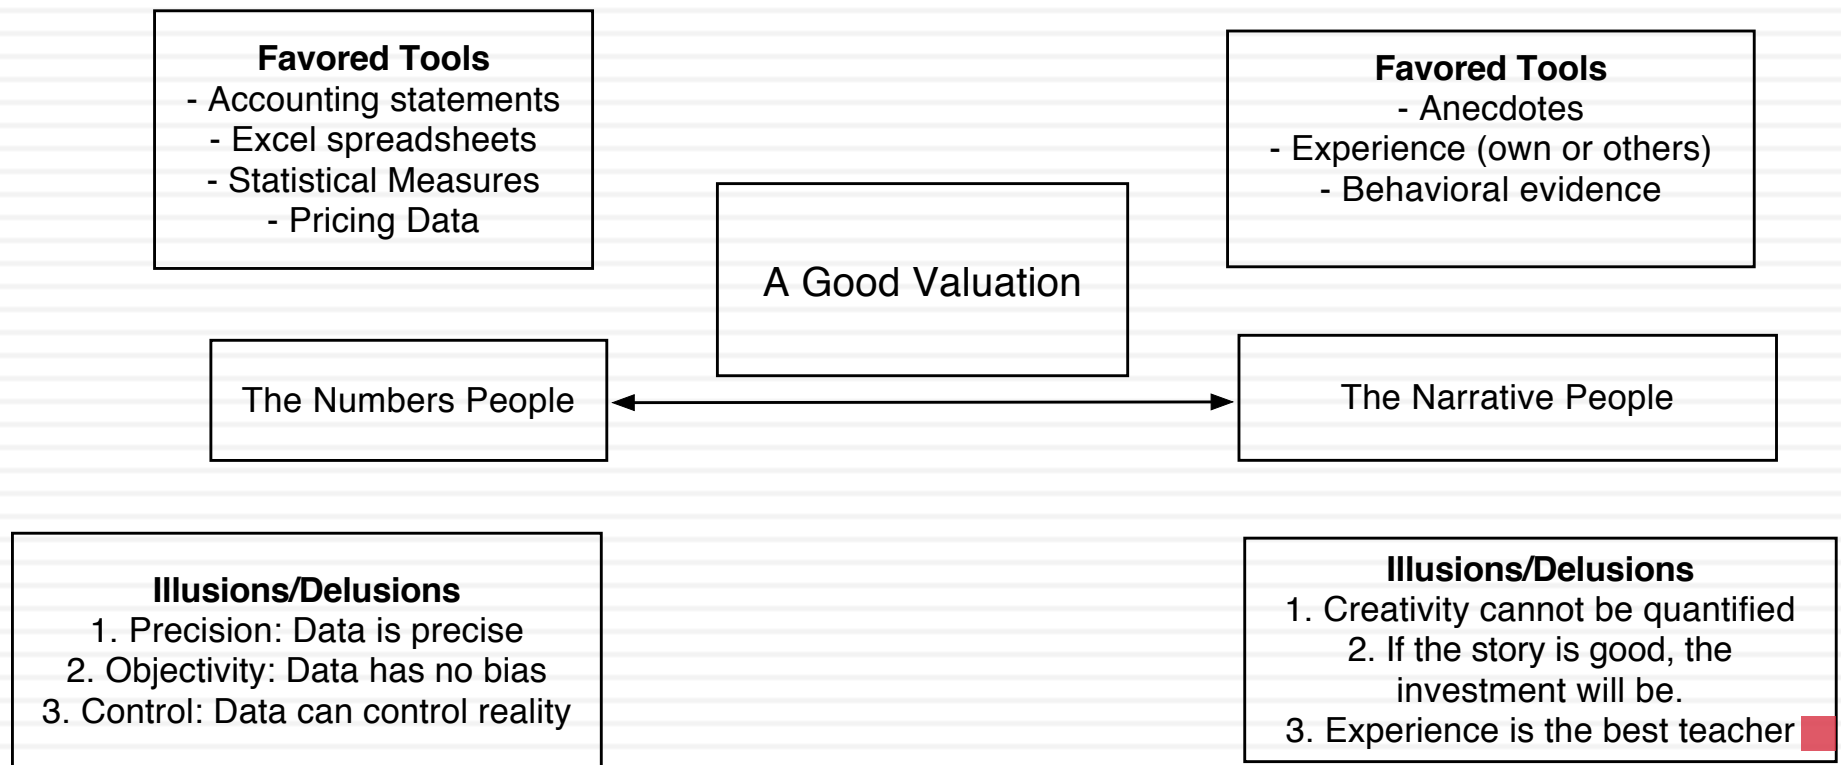 Favored Tools
- Accounting statements
- Excel spreadsheets
- Statistical Measures
- Pricing Data
Favored Tools
- Anecdotes
- Experience (own or others)
- Behavioral evidence
A Good Valuation
The Numbers People
The Narrative People
Illusions/Delusions
1. Precision: Data is precise
2. Objectivity: Data has no bias
3. Control: Data can control reality
Illusions/Delusions
1. Creativity cannot be quantified
2. If the story is good, the
investment will be.
3. Experience is the best teacher